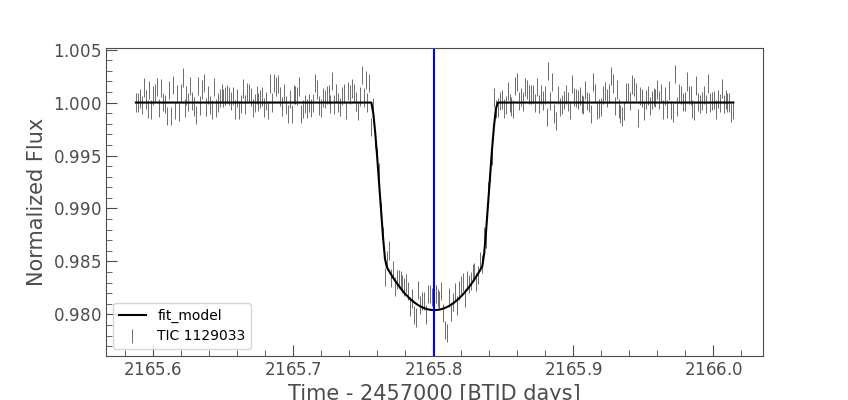 1.005
1.000
0.995
0.990
0.985
0.980
Normalized Flux
fit_model
TIC 1129033
2165.6 2165.7 2165.8 2165.9 2166.0
Time - 2457000 [BTJD days]